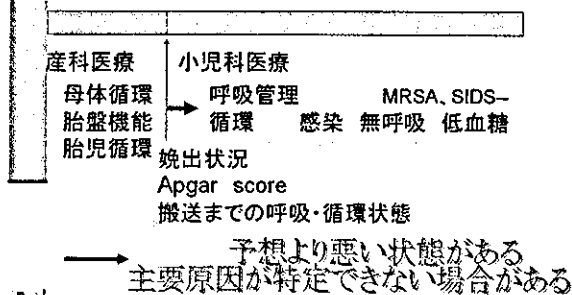 産科医療 小児科医療
母体循環 呼吸管理 MRSA、SIDS–
胎盤機能 循環 感染 無呼吸 低血糖
胎児循環
娩出状況
Apgar score
搬送までの呼吸・循環状態
予想より悪い状態がある
主要原因が特定できない場合がある